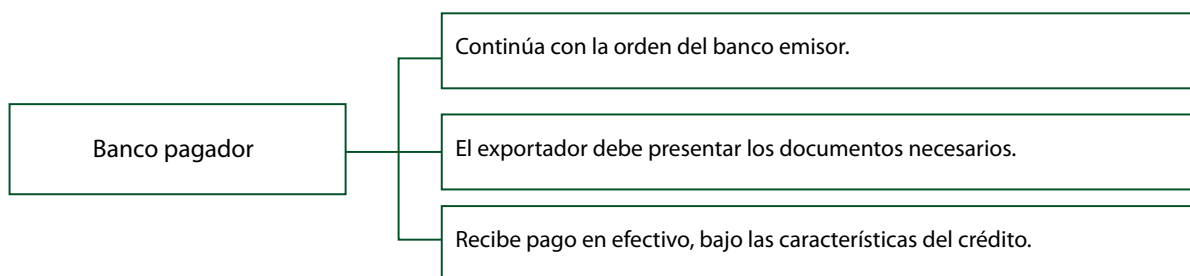 Continúa con la orden del banco emisor.
Banco pagador
El exportador debe presentar los documentos necesarios.
Recibe pago en efectivo, bajo las características del crédito.